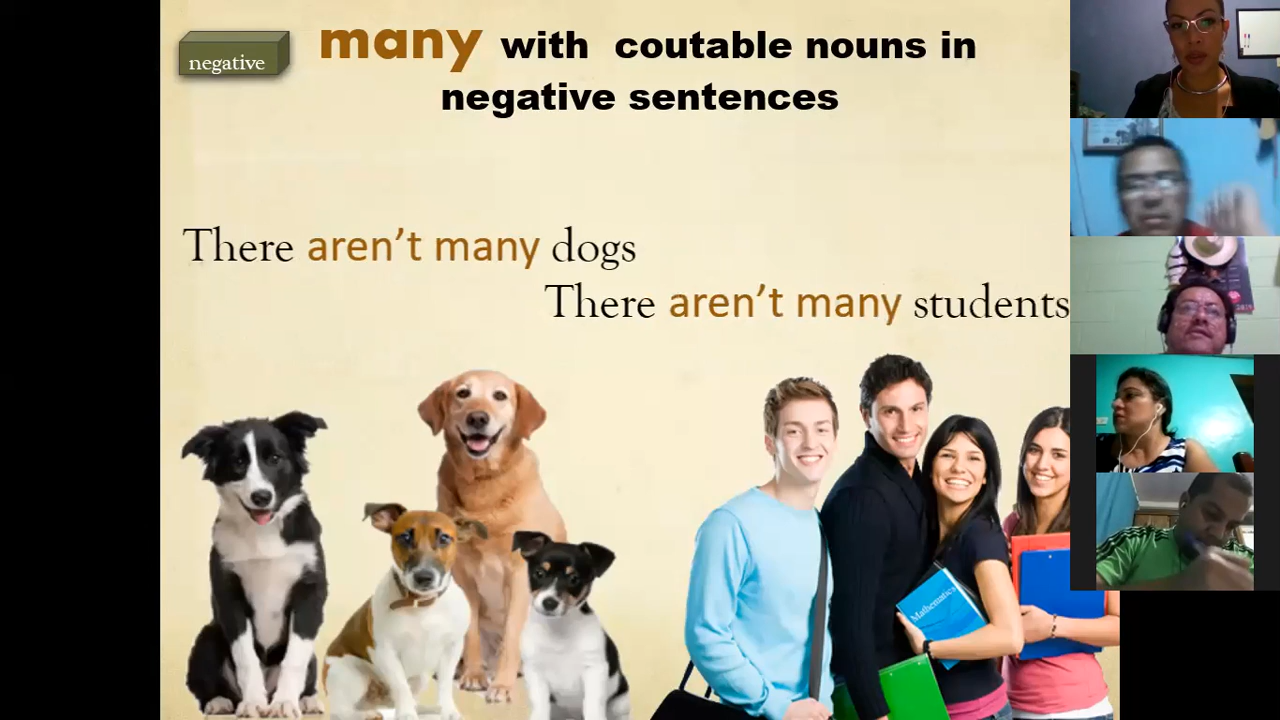 negative
many with coutable nouns in
negative sentences
There aren't many dogs
There aren't many students
Mathematics